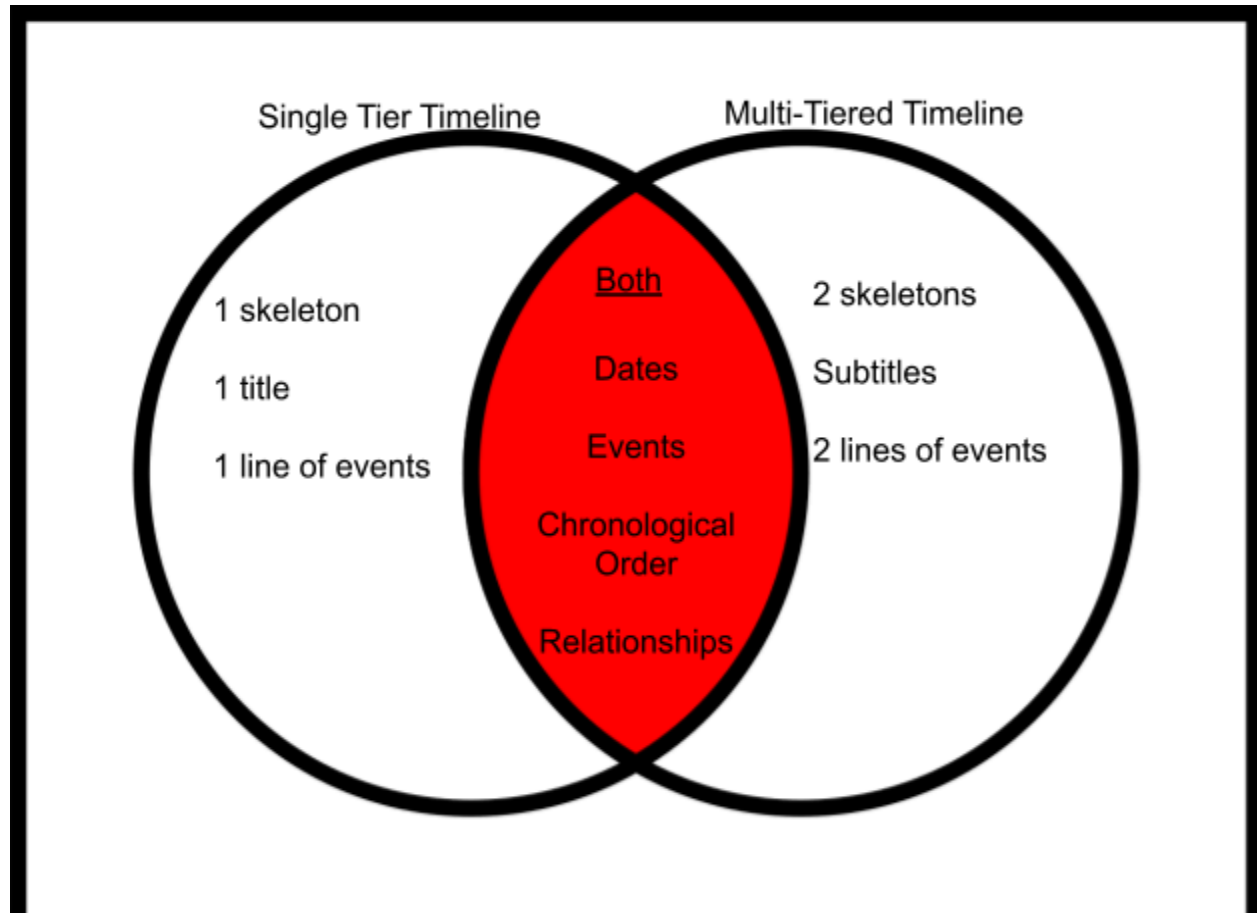 Single Tier Timeline
Multi-Tiered Timeline
1 skeleton
1 title
1 line of events
Both
Dates
Events
Chronological
Order
Relationships
2 skeletons
Subtitles
2 lines of events